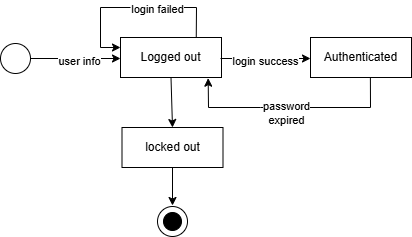 login failed
Logged out
Authenticated
user info
login success
password
expired
locked out